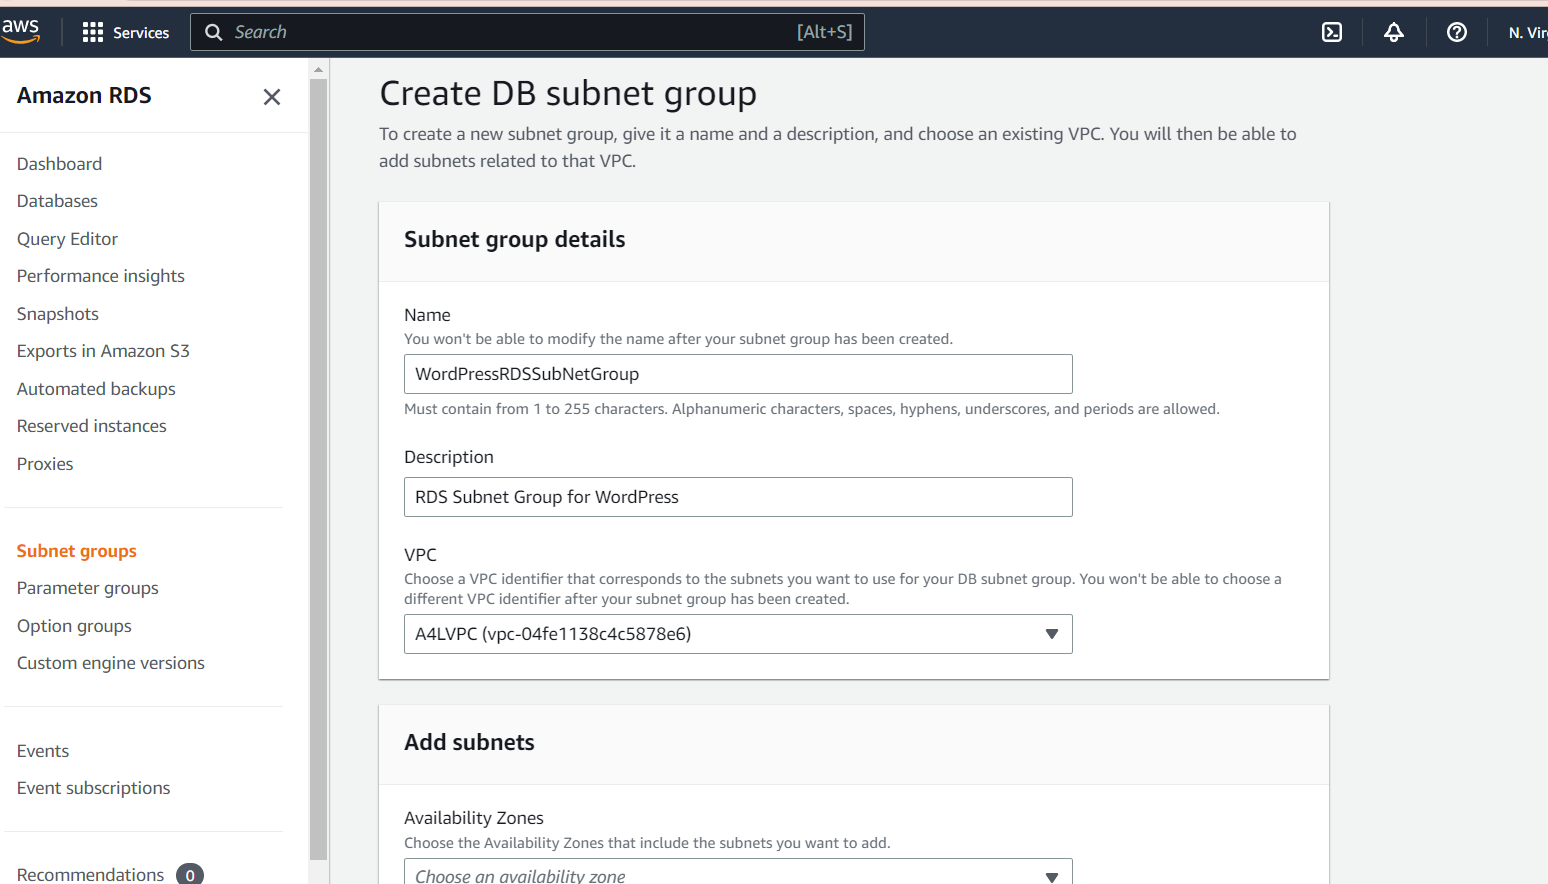 aws
Services
Search
[Alt+S]
N. Vir
Amazon RDS
Dashboard
Databases
Query Editor
Performance insights
Snapshots
Exports in Amazon S3
Automated backups
Reserved instances
Proxies
Subnet groups
Parameter groups
Option groups
Custom engine versions
Events
Event subscriptions
Recommendations 0
Create DB subnet group
To create a new subnet group, give it a name and a description, and choose an existing VPC. You will then be able to
add subnets related to that VPC.
Subnet group details
Name
You won't be able to modify the name after your subnet group has been created.
WordPressRDSSubNetGroup
Must contain from 1 to 255 characters. Alphanumeric characters, spaces, hyphens, underscores, and periods are allowed.
Description
RDS Subnet Group for WordPress
VPC
Choose a VPC identifier that corresponds to the subnets you want to use for your DB subnet group. You won't be able to choose a
different VPC identifier after your subnet group has been created.
A4LVPC (vpc-04fe1138c4c5878e6)
Add subnets
Availability Zones
Choose the Availability Zones that include the subnets you want to add.
Choose an availability zone